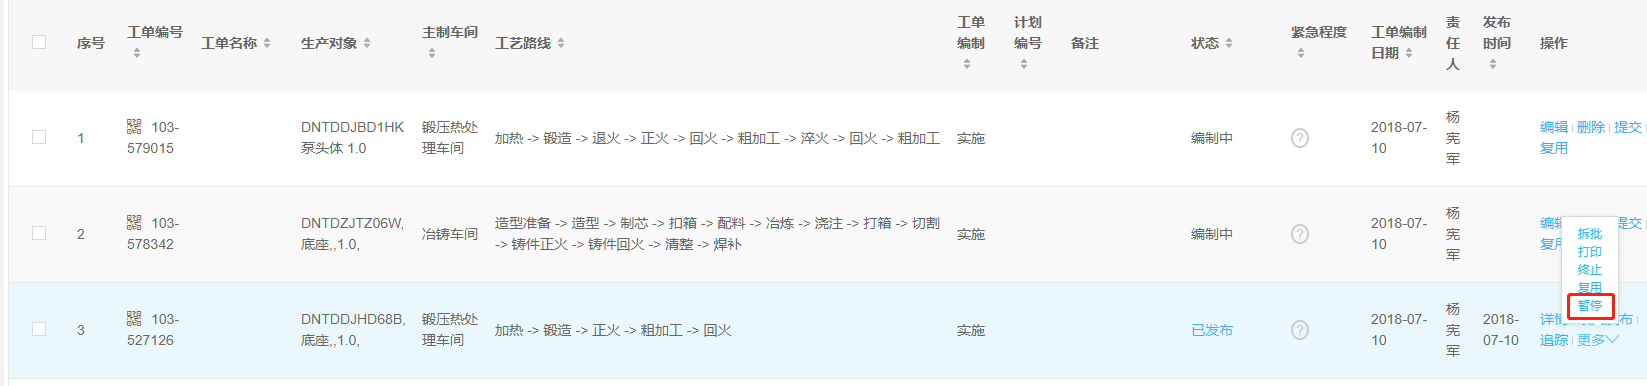 序号 工单编号 工单名称 生产对象 主制车间 工艺路线 工单编制 计划编号 备注 状态 紧急程度 工单编制日期 责任人 发布时间 操作
1 103-579015 DNTDDJBD1HK 泵头体 1.0 锻压热处理车间 加热 -> 锻造 -> 退火 -> 正火 -> 回火 -> 粗加工 -> 淬火 -> 回火 -> 粗加工 实施 编制中 ? 2018-07-10 杨宪军 编辑 删除 提交 复用
2 103-578342 DNTDZJTZ06W,底座,,1.0, 冶铸车间 造型准备 -> 造型 -> 制芯 -> 扣箱 -> 配料 -> 冶炼 -> 浇注 -> 打箱 -> 切割
-> 铸件正火 -> 铸件回火 -> 清整 -> 焊补 实施 编制中 ? 2018-07-10 杨宪军 提交
拆批
打印
终止
复用
暂停
3 103-527126 DNTDDJHD68B,底座,,1.0, 锻压热处理车间 加热 -> 锻造 -> 正火 -> 粗加工 -> 回火 实施 已发布 ? 2018-07-10 杨宪军 2018-07-10 详情 发布
追踪 更多